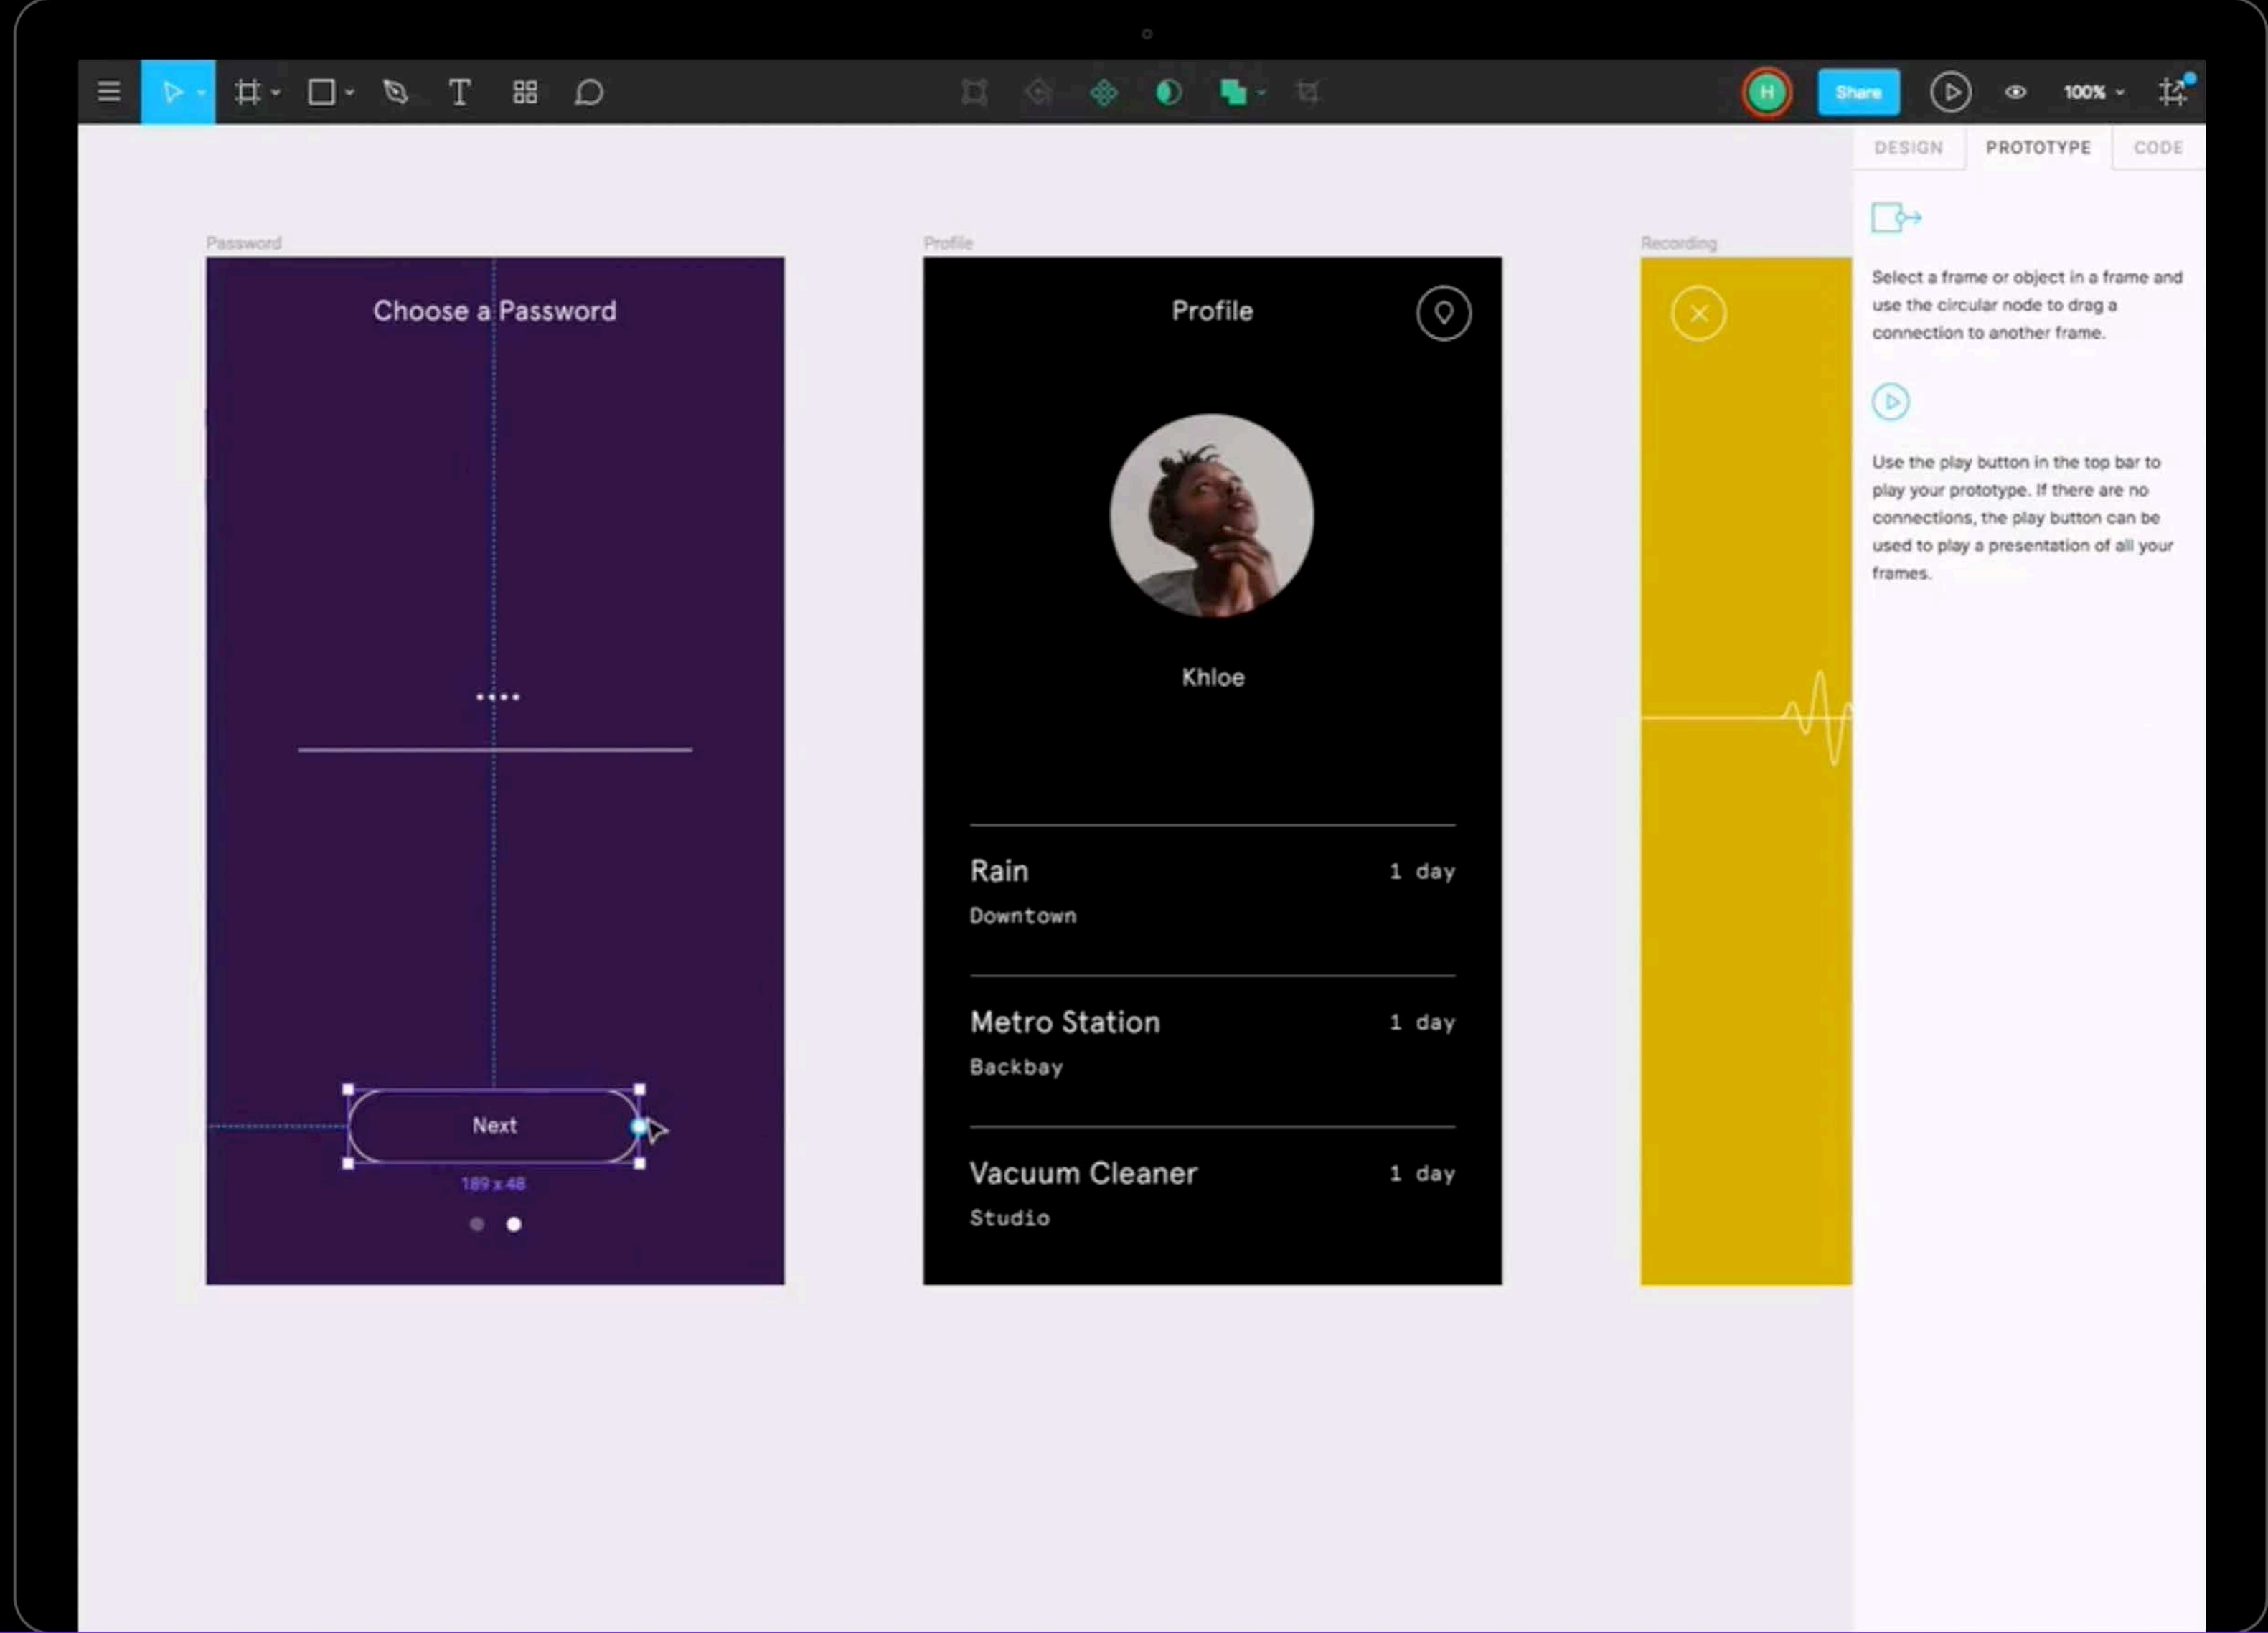 H
Share
100%
DESIGN
PROTOTYPE
CODE
Select a frame or object in a frame and
use the circular node to drag a
connection to another frame.
Use the play button in the top bar to
play your prototype. If there are no
connections, the play button can be
used to play a presentation of all your
frames.
Password
Choose a Password
Next
189 x 48
Profile
Profile
Khloe
Rain 1 day
Downtown
Metro Station 1 day
Backbay
Vacuum Cleaner 1 day
Studio
Recording